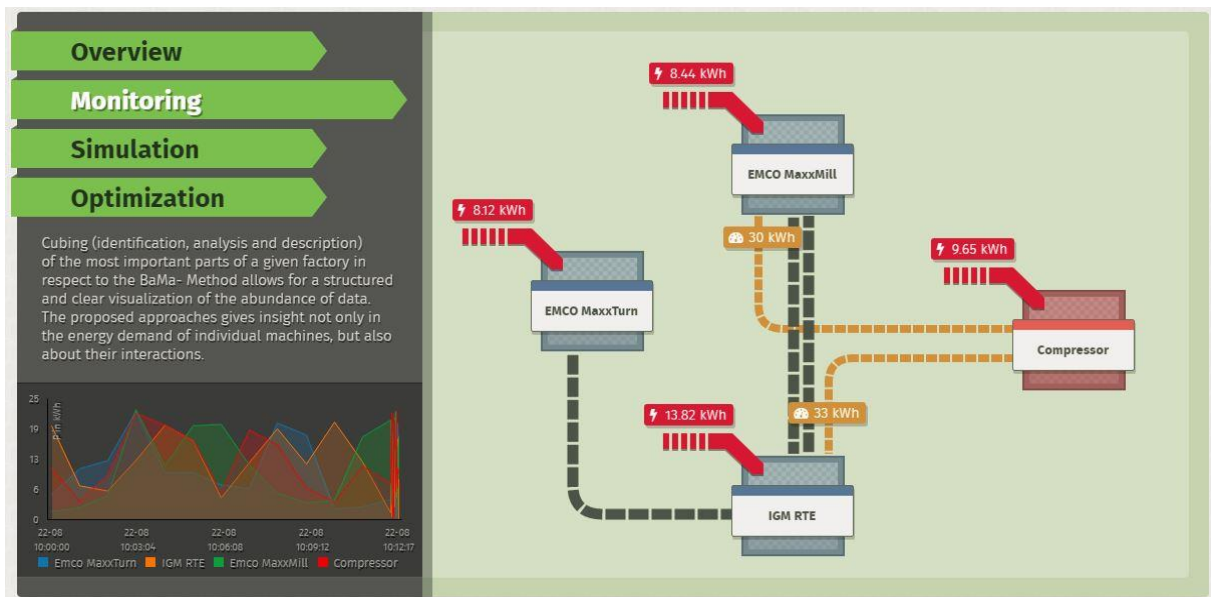 Overview
Monitoring
Simulation
Optimization
Cubing (identification, analysis and description)
of the most important parts of a given factory in
respect to the BaMa- Method allows for a structured
and clear visualization of the abundance of data.
The proposed approaches gives insight not only in
the energy demand of individual machines, but also
about their interactions.
25
19
13
6
0
P in kWh
22-08 22-08 22-08 22-08 22-08
10:00:00 10:03:04 10:06:08 10:09:12 10:12:17
Emco MaxxTurn IGM RTE Emco MaxxMill Compressor
8.44 kWh
EMCO MaxxMill
8.12 kWh
30 kWh
9.65 kWh
EMCO MaxxTurn
Compressor
13.82 kWh
33 kWh
IGM RTE